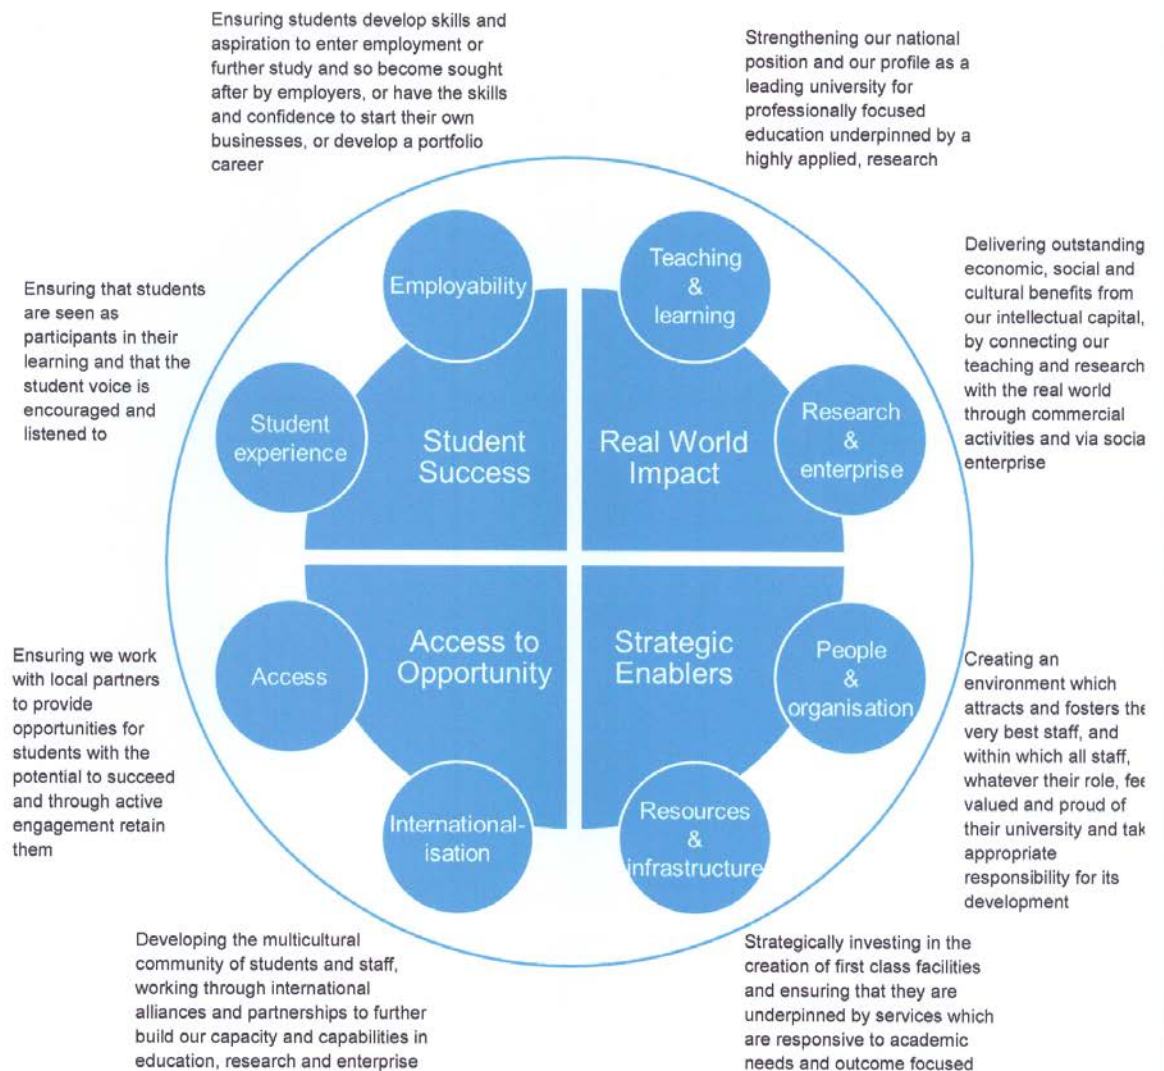 Ensuring students develop skills and
aspiration to enter employment or
further study and so become sought
after by employers, or have the skills
and confidence to start their own
businesses, or develop a portfolio
career
Strengthening our national
position and our profile as a
leading university for
professionally focused
education underpinned by a
highly applied, research
Employability
Teaching
&
learning
Delivering outstanding
economic, social and
cultural benefits from
our intellectual capital,
by connecting our
teaching and research
with the real world
through commercial
activities and via socia
enterprise
Ensuring that students
are seen as
participants in their
learning and that the
student voice is
encouraged and
listened to
Student
experience
Student
Success
Real World
Impact
Research
&
enterprise
Ensuring we work
with local partners
to provide
opportunities for
students with the
potential to succeed
and through active
engagement retain
them
Access
Access to
Opportunity
Strategic
Enablers
People
&
organisation
Creating an
environment which
attracts and fosters the
very best staff, and
within which all staff,
whatever their role, fee
valued and proud of
their university and tak
appropriate
responsibility for its
development
International-
isation
Resources
&
infrastructure
Developing the multicultural
community of students and staff,
working through international
alliances and partnerships to further
build our capacity and capabilities in
education, research and enterprise
Strategically investing in the
creation of first class facilities
and ensuring that they are
underpinned by services which
are responsive to academic
needs and outcome focused